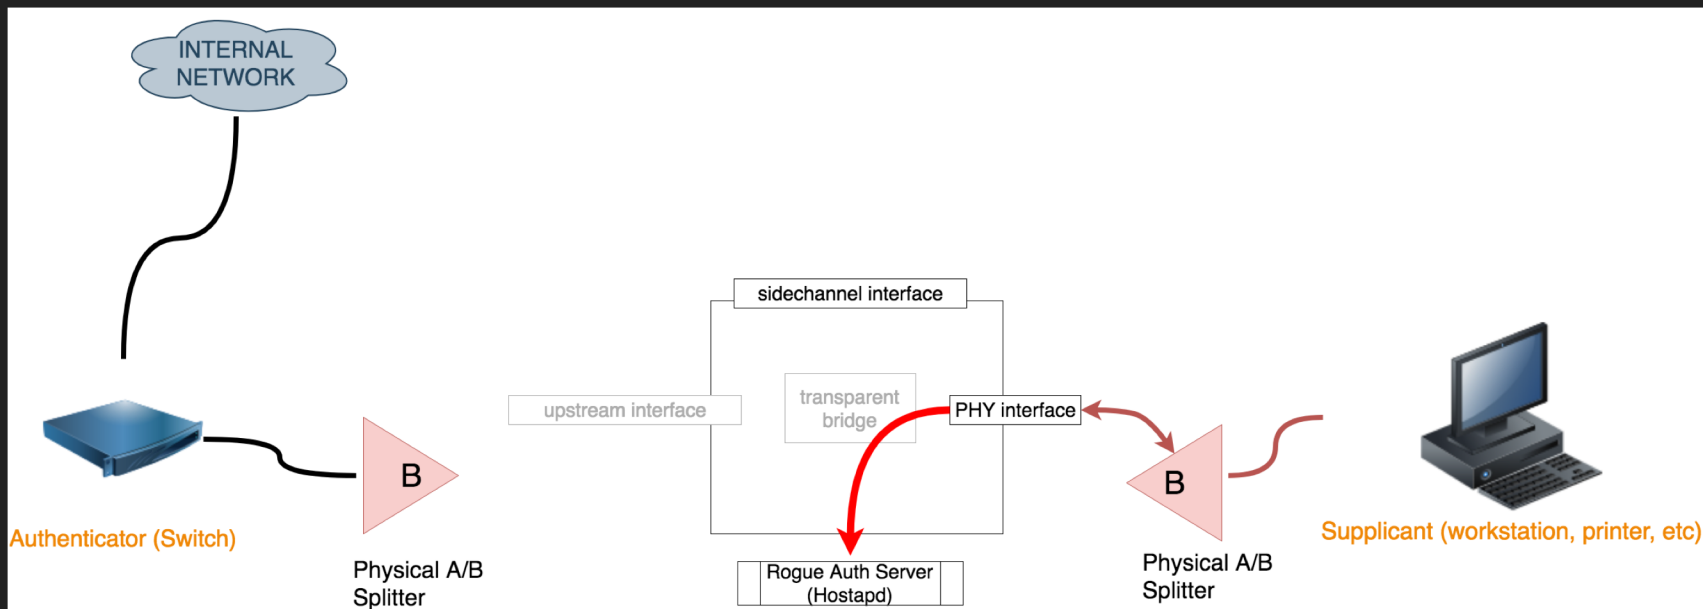 INTERNAL
NETWORK
sidechannel interface
upstream interface
transparent
bridge
PHY interface
B
B
Authenticator (Switch)
Supplicant (workstation, printer, etc)
Physical A/B
Splitter
Rogue Auth Server
(Hostapd)
Physical A/B
Splitter